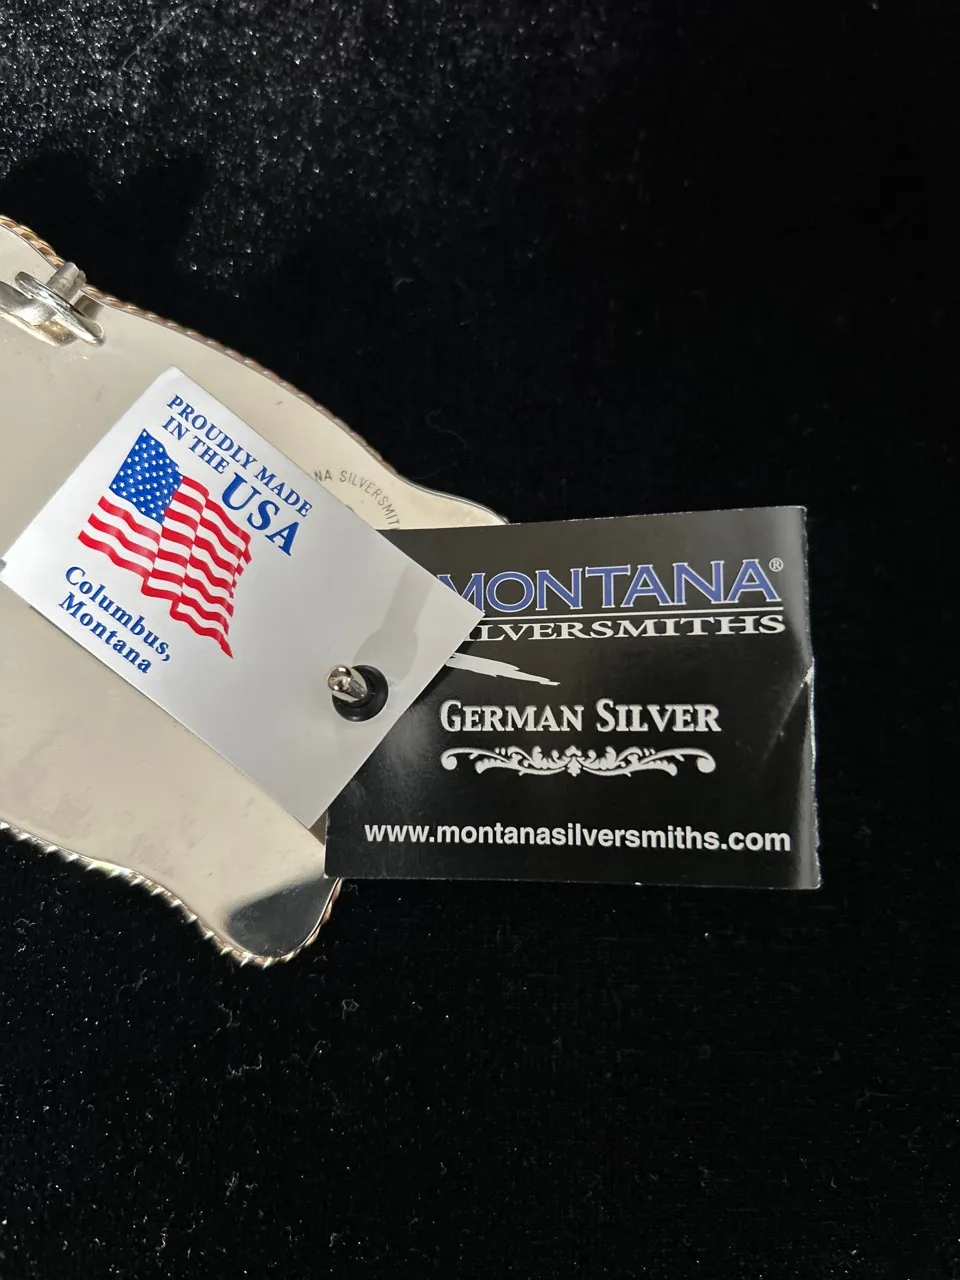 PROUDLY MADE
IN THE USA
Columbus,
Montana
NA SILVERSMIT
MONTANA®
ILVERSMITHS
GERMAN SILVER
www.montanasilversmiths.com